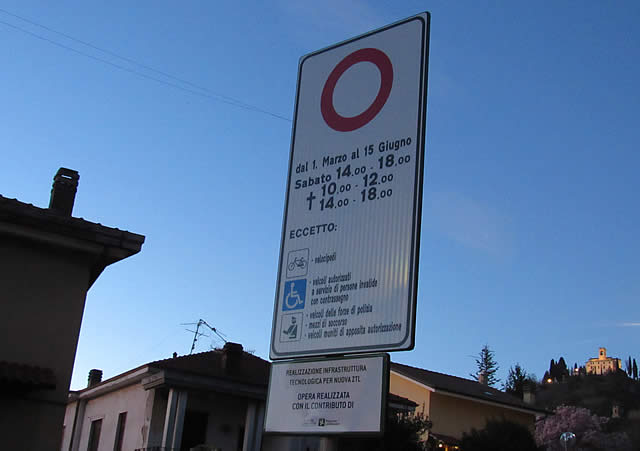 dal 1. Marzo al 15 Giugno
Sabato 14.00 - 18.00
✝ 10.00 - 12.00
14.00 - 18.00
ECCETTO:
- velocipedi
- veicoli autorizzati
a servizio di persone invalide
con contrassegno
- veicoli delle forze di polizia
- mezzi di soccorso
- veicoli muniti di apposita autorizzazione
REALIZZAZIONE INFRASTRUTTURA
TECNOLOGICA PER NUOVA ZTL
OPERA REALIZZATA
CON IL CONTRIBUTO DI